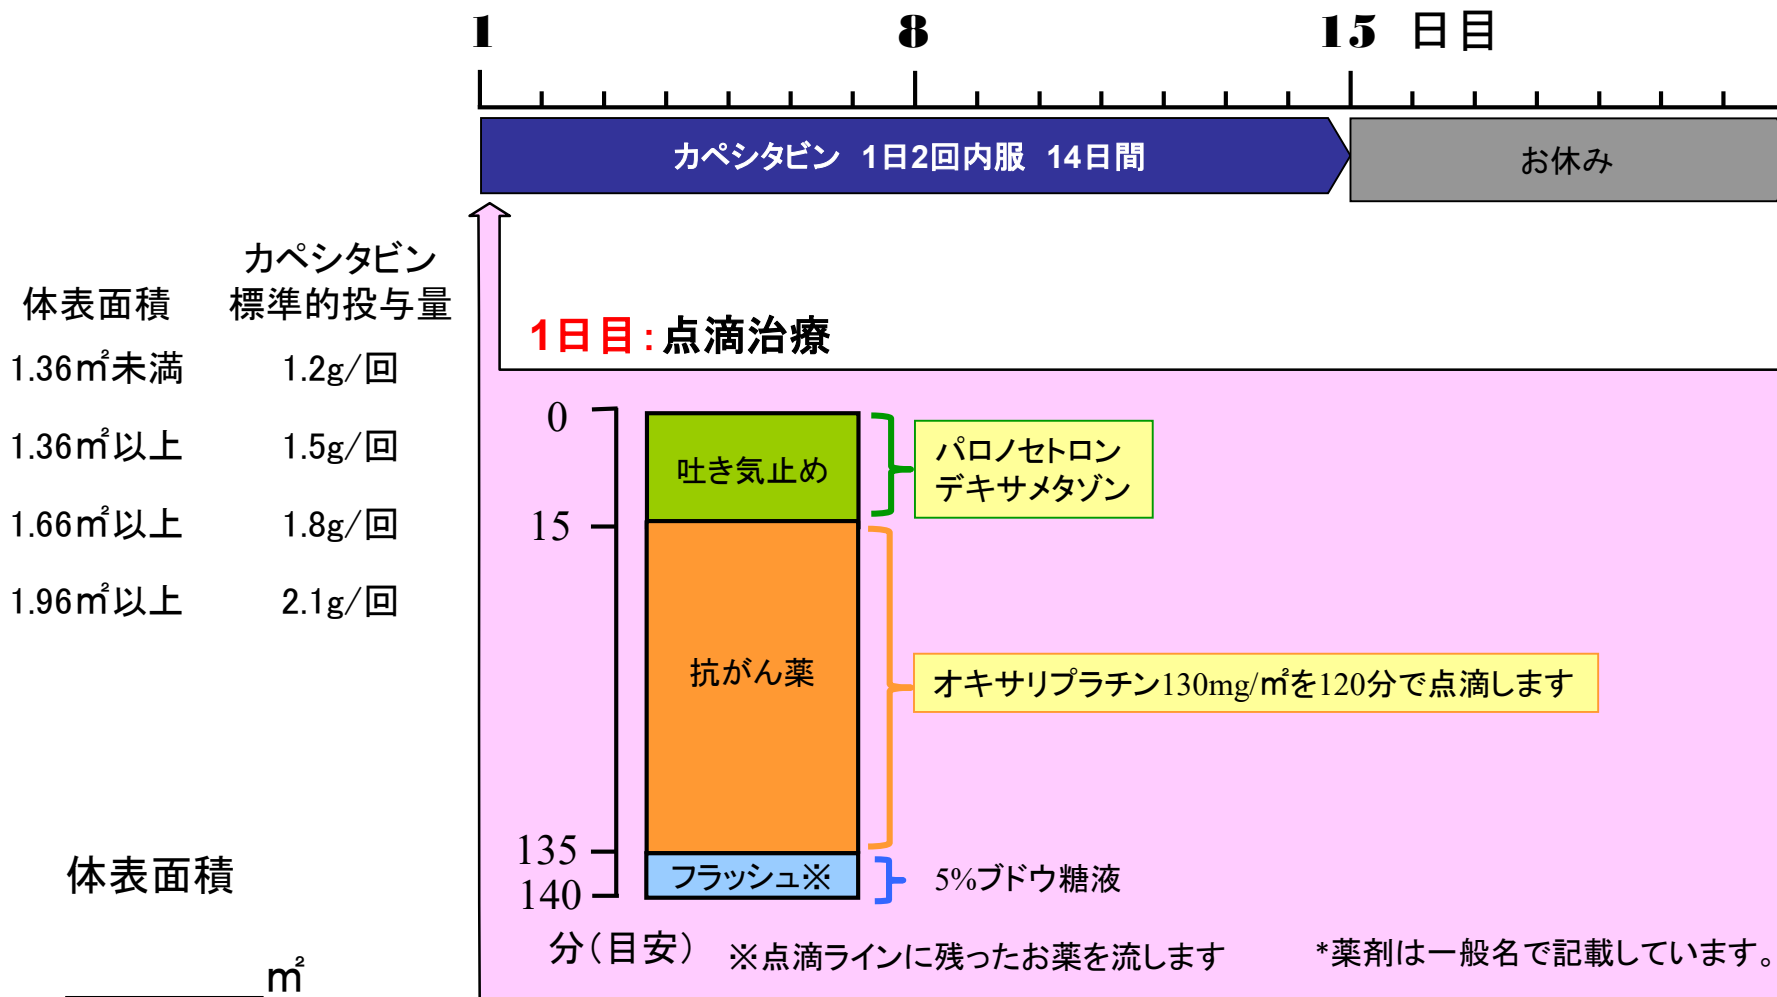 1 8 15 日目
カペシタビン 1日2回内服 14日間
お休み
カペシタビン
体表面積 標準的投与量
1.36㎡未満 1.2g/回
1.36㎡以上 1.5g/回
1.66㎡以上 1.8g/回
1.96㎡以上 2.1g/回
体表面積
㎡
1日目：点滴治療
0
吐き気止め
パロノセトロン
デキサメタゾン
15
抗がん薬
オキサリプラチン130mg/㎡を120分で点滴します
135
フラッシュ※
5%ブドウ糖液
140
分（目安）
※点滴ラインに残ったお薬を流します
*薬剤は一般名で記載しています。